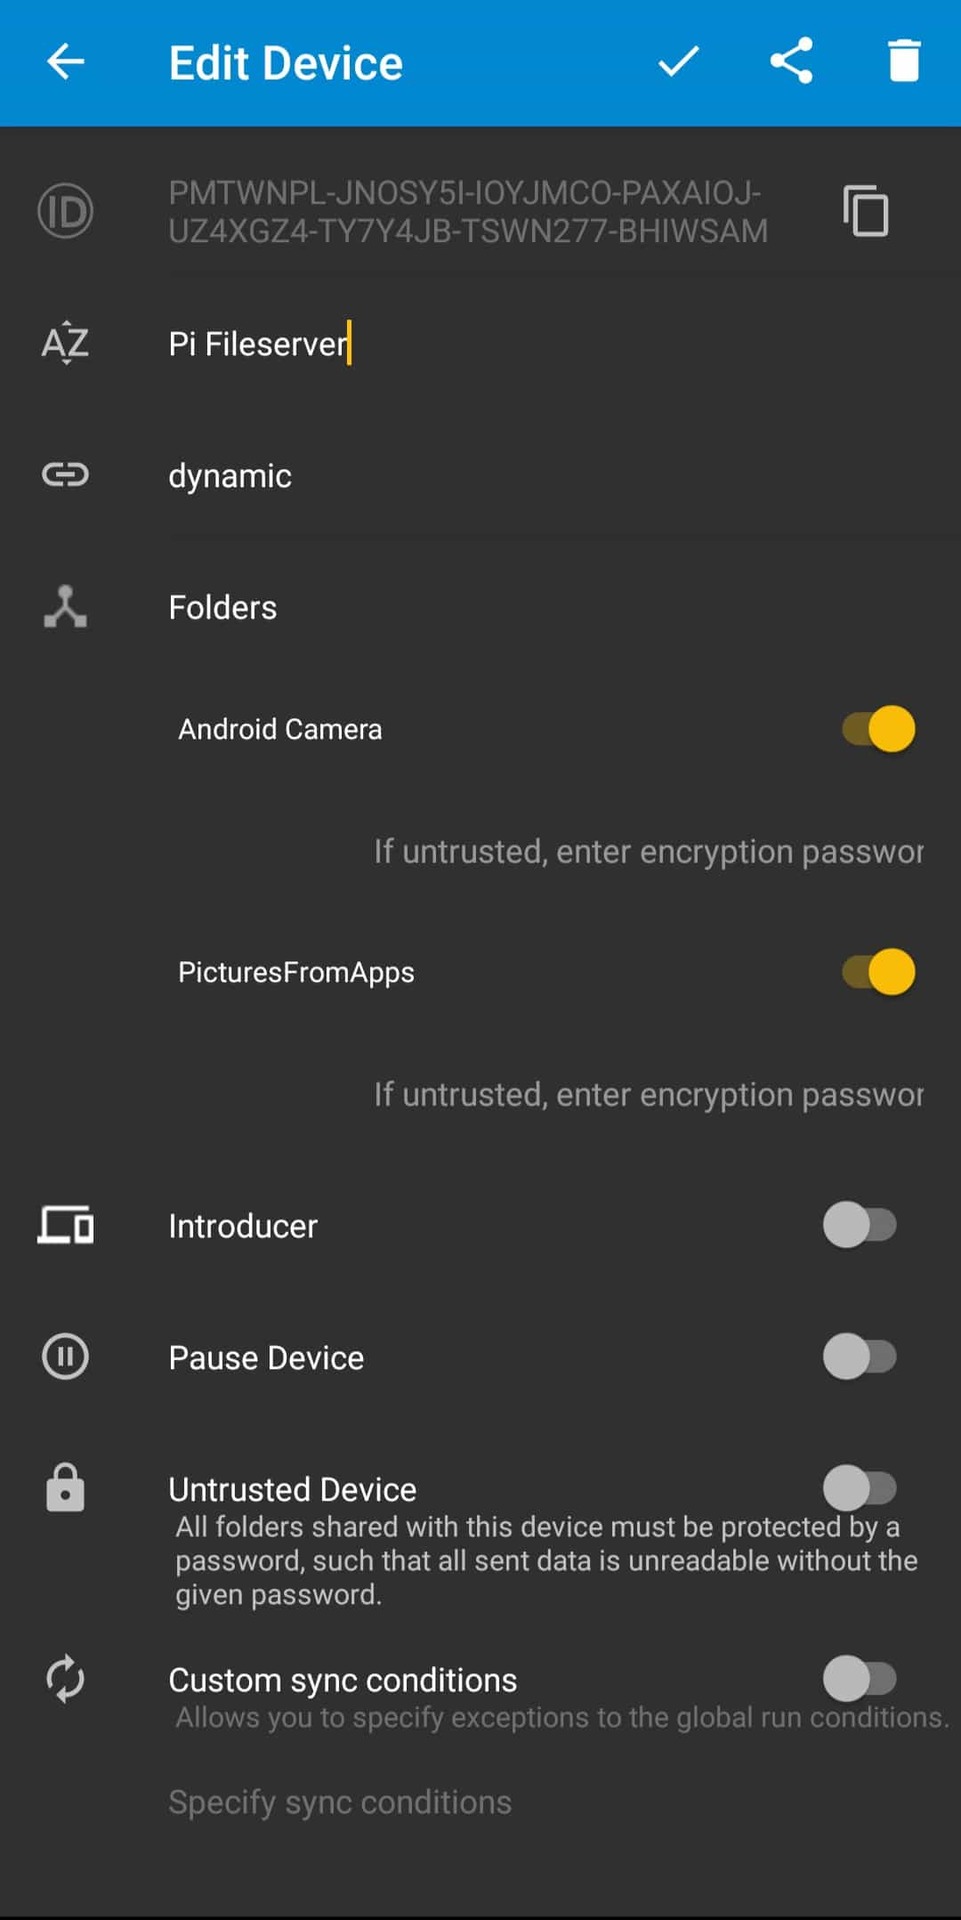 Edit Device
ID
PMTWNPL-JNOSY5I-IOYJMCO-PAXAIOJ-
UZ4XGZ4-TY7Y4JB-TSWN277-BHIWSAM
AZ
Pi Fileserver
dynamic
Folders
Android Camera
If untrusted, enter encryption passwor
PicturesFromApps
If untrusted, enter encryption passwor
Introducer
Pause Device
Untrusted Device
All folders shared with this device must be protected by a
password, such that all sent data is unreadable without the
given password.
Custom sync conditions
Allows you to specify exceptions to the global run conditions.
Specify sync conditions